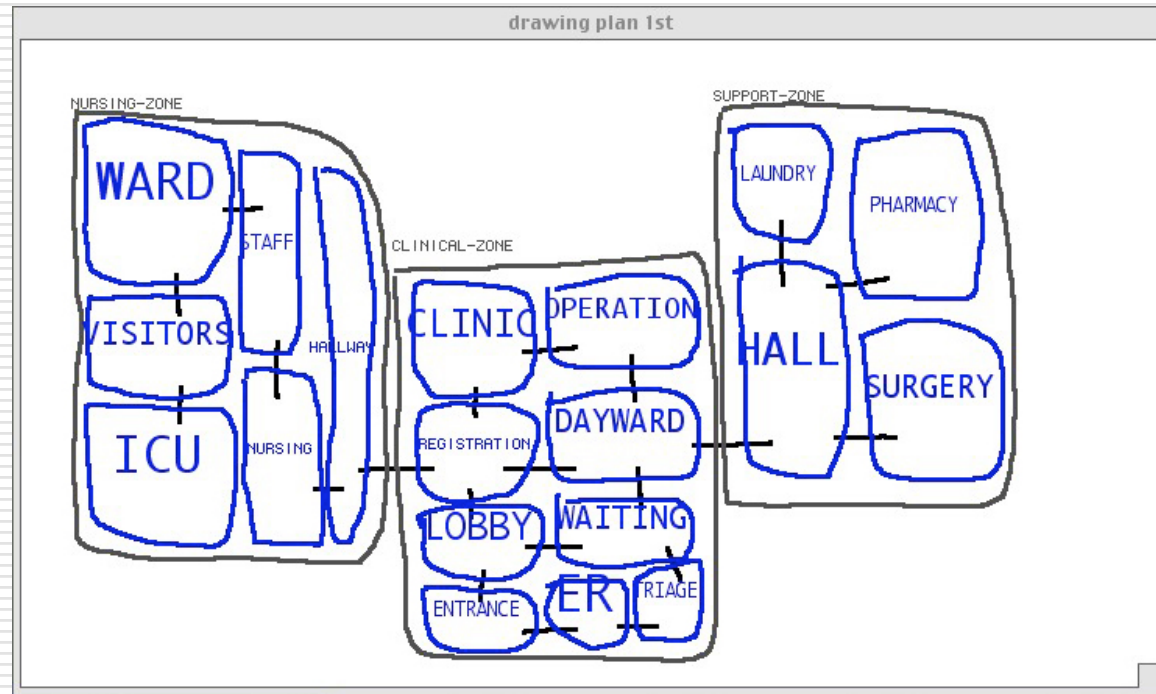 drawing plan 1st
NURSING-ZONE
WARD
STAFF
VISITORS
HALLWAY
ICU
NURSING
CLINICAL-ZONE
CLINIC
OPERATION
REGISTRATION
DAYWARD
LOBBY
WAITING
ENTRANCE
ER
TRIAGE
SUPPORT-ZONE
LAUNDRY
PHARMACY
HALL
SURGERY